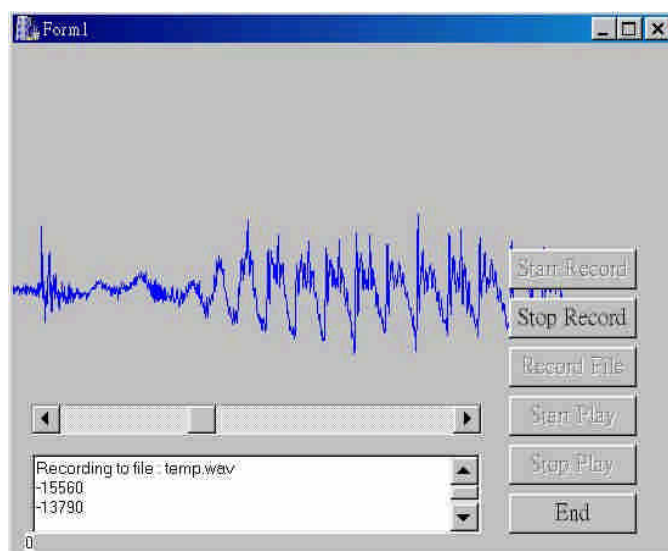 Form1
Start Record
Stop Record
Record File
Start Play
Stop Play
End
Recording to file : temp.wav
-15560
-13790
0